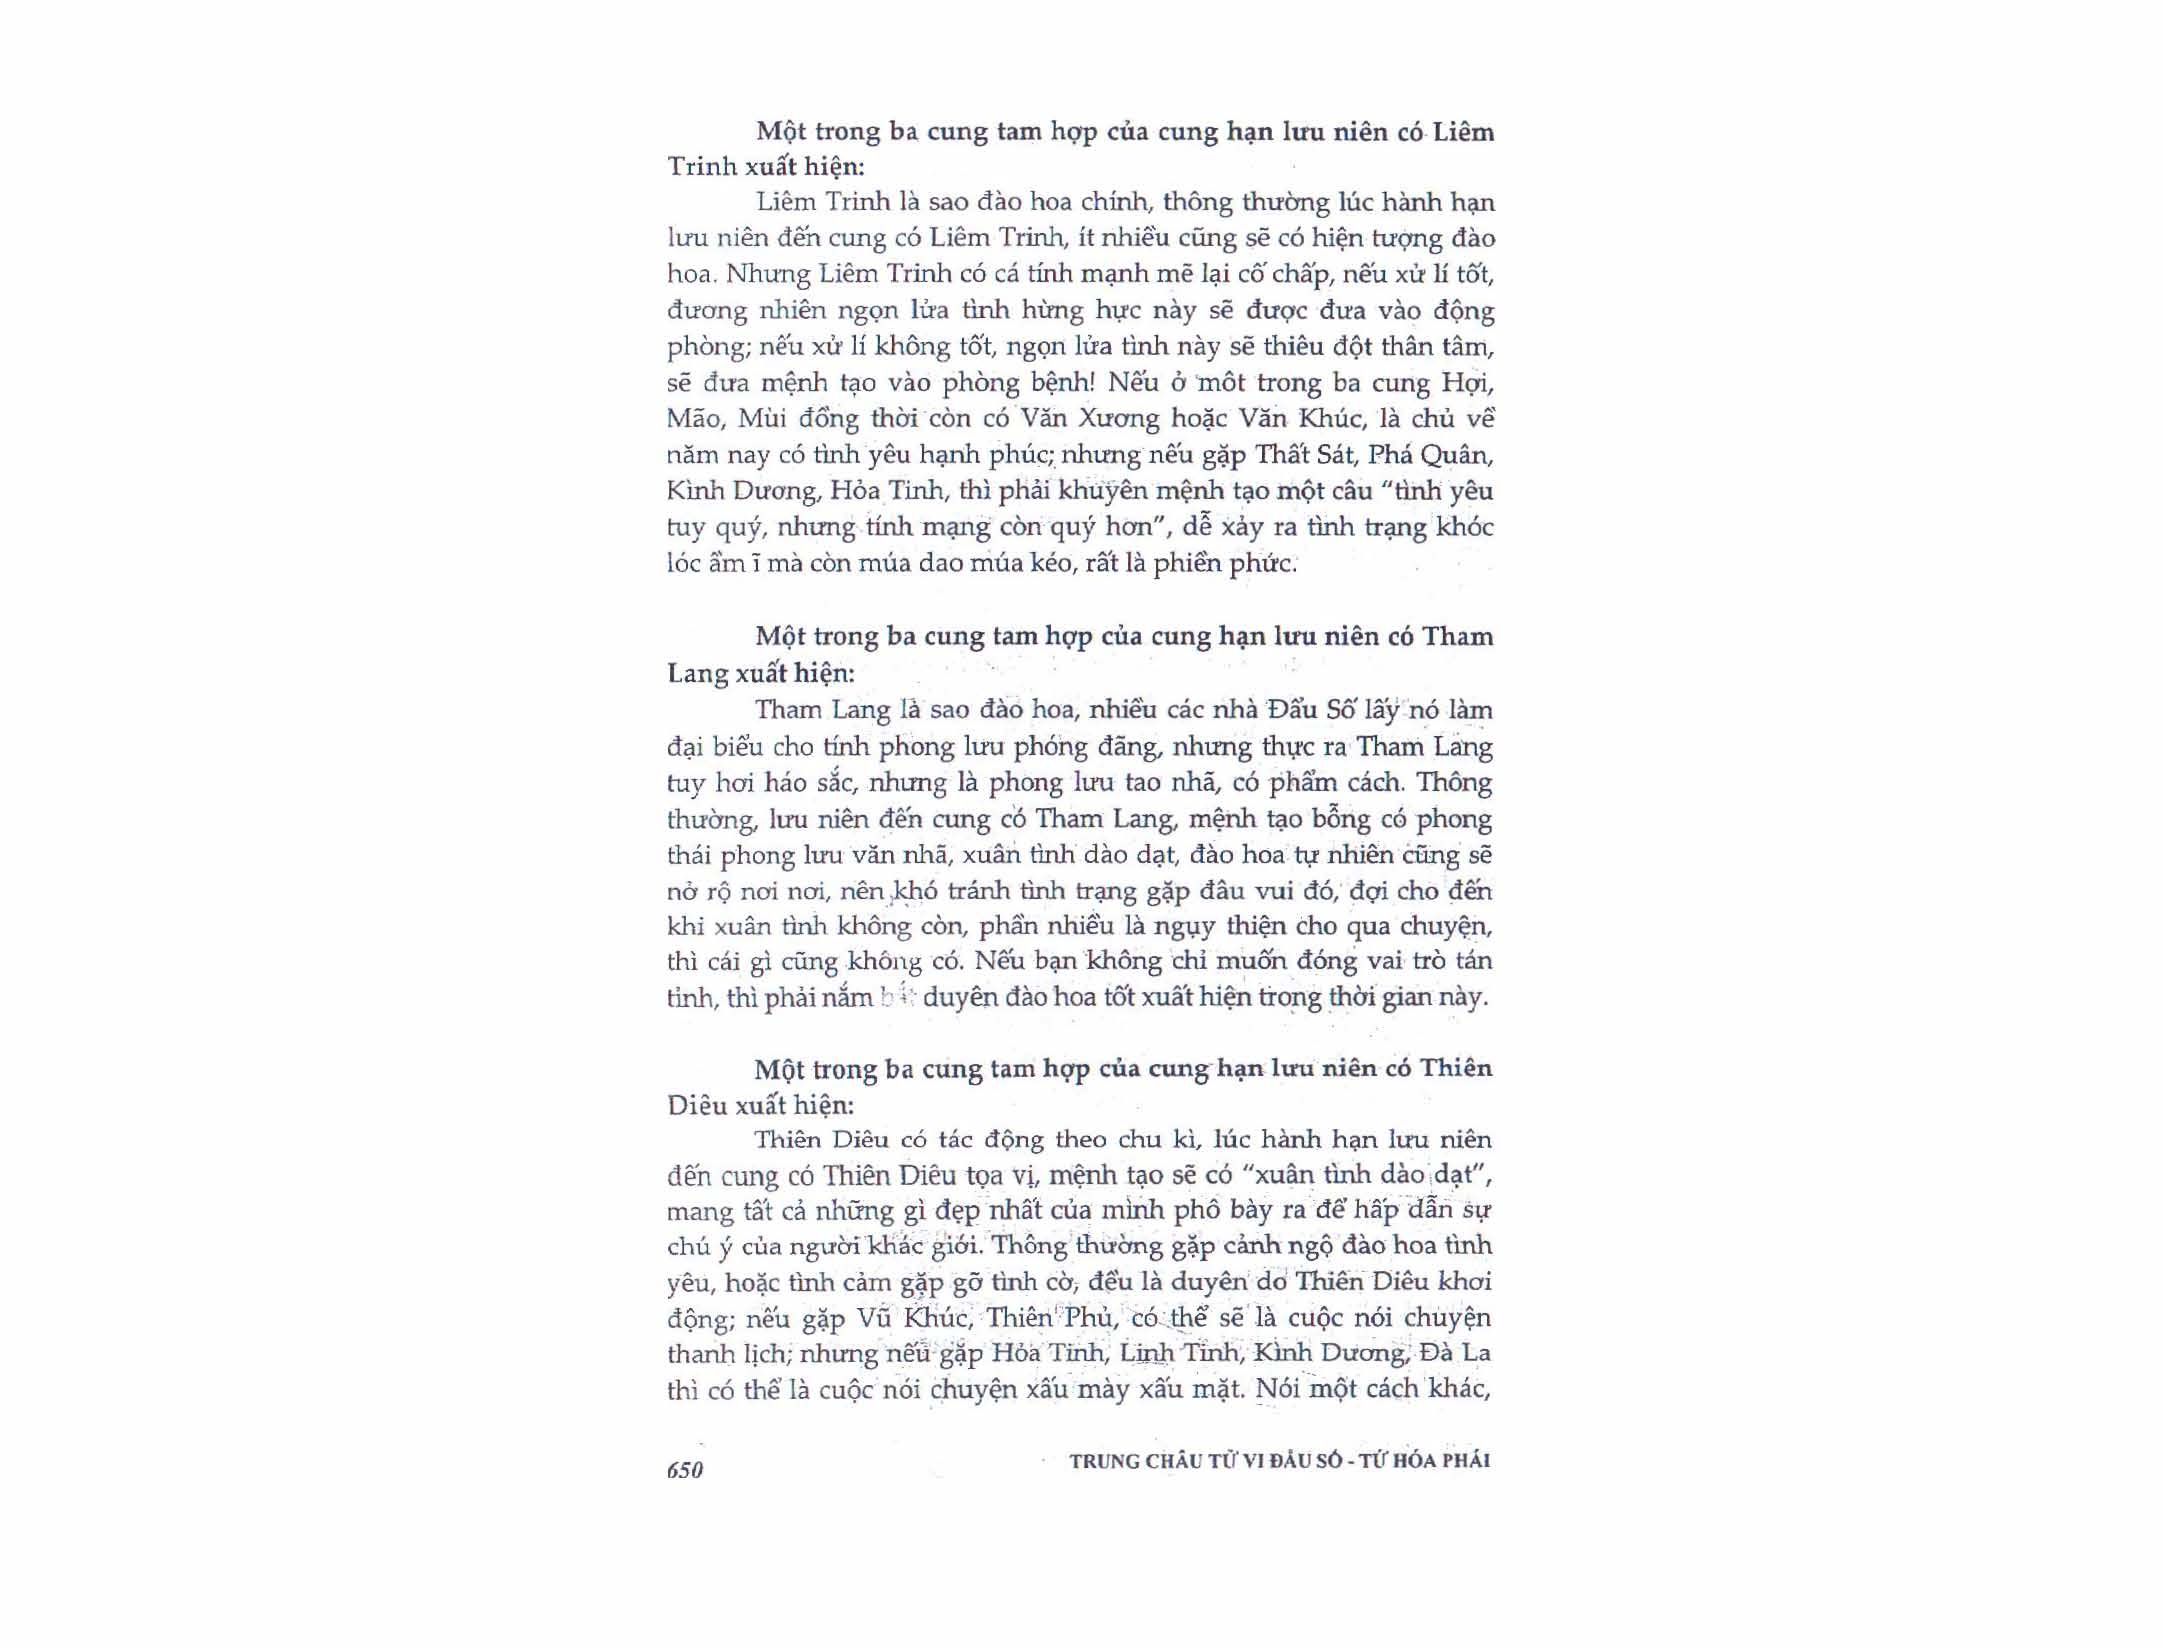 Một trong ba cung tam hợp của cung hạn lưu niên có Liêm
Trinh xuất hiện:
Liêm Trinh là sao đào hoa chính, thông thường lúc hành hạn
lưu niên đến cung có Liêm Trinh, ít nhiều cũng sẽ có hiện tượng đào
hoa. Nhưng Liêm Trinh có cá tính mạnh mẽ lại cố chấp, nếu xử lí tốt,
đương nhiên ngọn lửa tình hừng hực này sẽ được đưa vào động
phòng; nếu xử lí không tốt, ngọn lửa tình này sẽ thiêu đột thân tâm,
sẽ đưa mệnh tạo vào phòng bệnh! Nếu ở môt trong ba cung Hợi,
Mão, Mùi đồng thời còn có Văn Xương hoặc Văn Khúc, là chủ về
năm nay có tình yêu hạnh phúc; nhưng nếu gặp Thất Sát, Phá Quân,
Kình Dương, Hỏa Tinh, thì phải khuyên mệnh tạo một câu "tình yêu
tuy quý, nhưng tính mạng còn quý hơn", dễ xảy ra tình trạng khóc
lóc ầm ĩ mà còn múa dao múa kéo, rất là phiền phức.
Một trong ba cung tam hợp của cung hạn lưu niên có Tham
Lang xuất hiện:
Tham Lang là sao đào hoa, nhiều các nhà Đẩu Số lấy nó làm
đại biểu cho tính phong lưu phóng đãng, nhưng thực ra Tham Lang
tuy hơi háo sắc, nhưng là phong lưu tao nhã, có phẩm cách. Thông
thường, lưu niên đến cung có Tham Lang, mệnh tạo bỗng có phong
thái phong lưu văn nhã, xuân tình dào dạt, đào hoa tự nhiên cũng sẽ
nở rộ nơi nơi, nên khó tránh tình trạng gặp đâu vui đó, đợi cho đến
khi xuân tình không còn, phần nhiều là ngụy thiện cho qua chuyện,
thì cái gì cũng không có. Nếu bạn không chỉ muốn đóng vai trò tán
tỉnh, thì phải nắm duyên đào hoa tốt xuất hiện trong thời gian này.
Một trong ba cung tam hợp của cung hạn lưu niên có Thiên
Diêu xuất hiện:
Thiên Diêu có tác động theo chu kì, lúc hành hạn lưu niên
đến cung có Thiên Diêu tọa vị, mệnh tạo sẽ có "xuân tình dào dạt",
mang tất cả những gì đẹp nhất của mình phô bày ra để hấp dẫn sự
chú ý của người khác giới. Thông thường gặp cảnh ngộ đào hoa tình
yêu, hoặc tình cảm gặp gỡ tình cờ, đều là duyên do Thiên Diêu khơi
động; nếu gặp Vũ Khúc, Thiên Phủ, có thể sẽ là cuộc nói chuyện
thanh lịch; nhưng nếu gặp Hỏa Tinh, Linh Tinh, Kình Dương, Đà La
thì có thể là cuộc nói chuyện xấu mày xấu mặt. Nói một cách khác,
650 TRUNG CHÂU TỬ VI ĐẨU SỐ - TỨ HÓA PHÁI